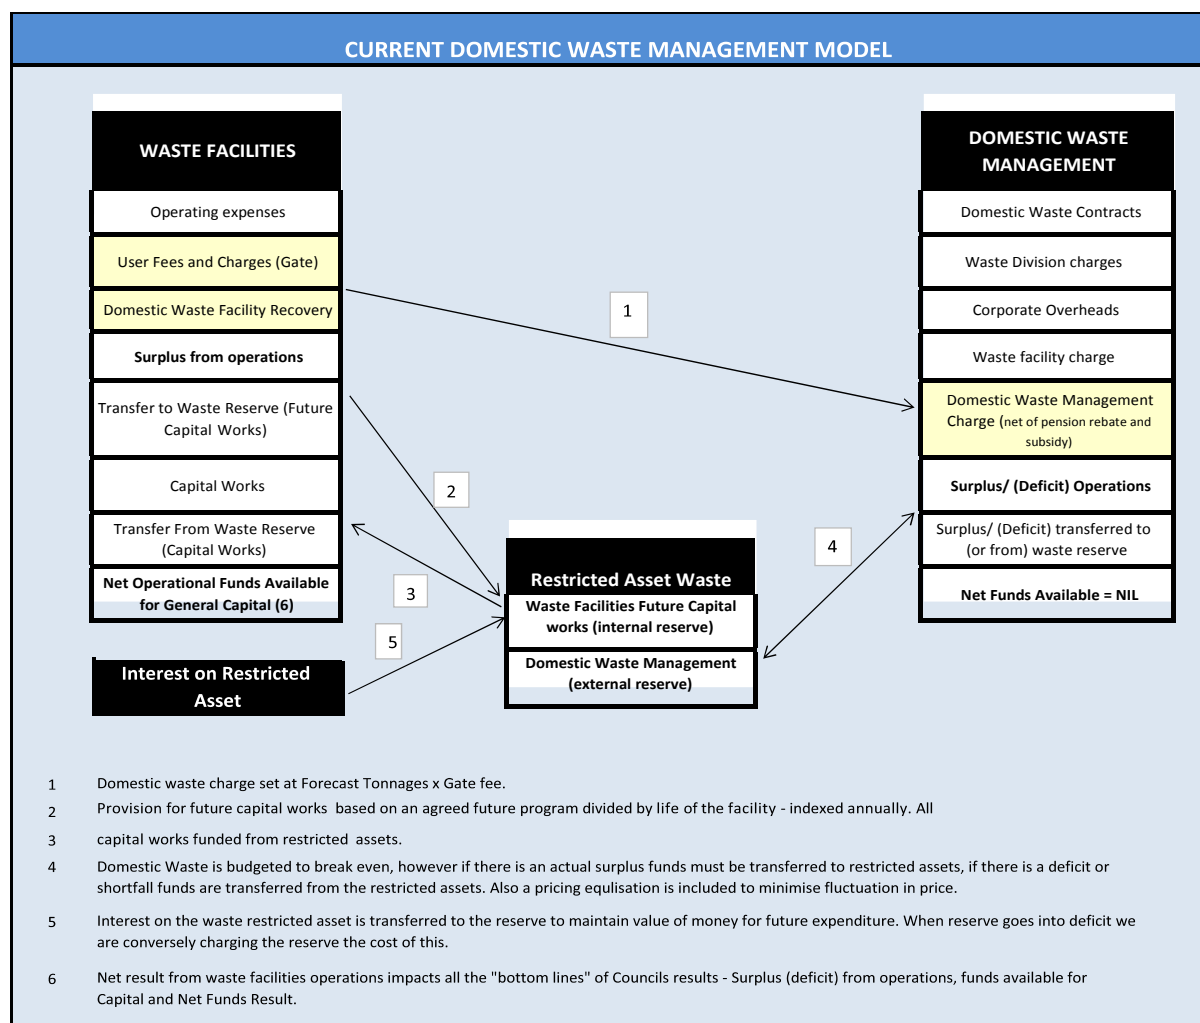 CURRENT DOMESTIC WASTE MANAGEMENT MODEL
WASTE FACILITIES
Operating expenses
User Fees and Charges (Gate)
Domestic Waste Facility Recovery
Surplus from operations
Transfer to Waste Reserve (Future
Capital Works)
Capital Works
Transfer From Waste Reserve
(Capital Works)
Net Operational Funds Available
for General Capital (6)
Interest on Restricted
Asset
1
2
3
5
4
Restricted Asset Waste
Waste Facilities Future Capital
works (internal reserve)
Domestic Waste Management
(external reserve)
DOMESTIC WASTE
MANAGEMENT
Domestic Waste Contracts
Waste Division charges
Corporate Overheads
Waste facility charge
Domestic Waste Management
Charge (net of pension rebate and
subsidy)
Surplus/ (Deficit) Operations
Surplus/ (Deficit) transferred to
(or from) waste reserve
Net Funds Available = NIL
1 Domestic waste charge set at Forecast Tonnages x Gate fee.
2 Provision for future capital works based on an agreed future program divided by life of the facility - indexed annually. All
3 capital works funded from restricted assets.
4 Domestic Waste is budgeted to break even, however if there is an actual surplus funds must be transferred to restricted assets, if there is a deficit or
shortfall funds are transferred from the restricted assets. Also a pricing equlisation is included to minimise fluctuation in price.
5 Interest on the waste restricted asset is transferred to the reserve to maintain value of money for future expenditure. When reserve goes into deficit we
are conversely charging the reserve the cost of this.
6 Net result from waste facilities operations impacts all the "bottom lines" of Councils results - Surplus (deficit) from operations, funds available for
Capital and Net Funds Result.